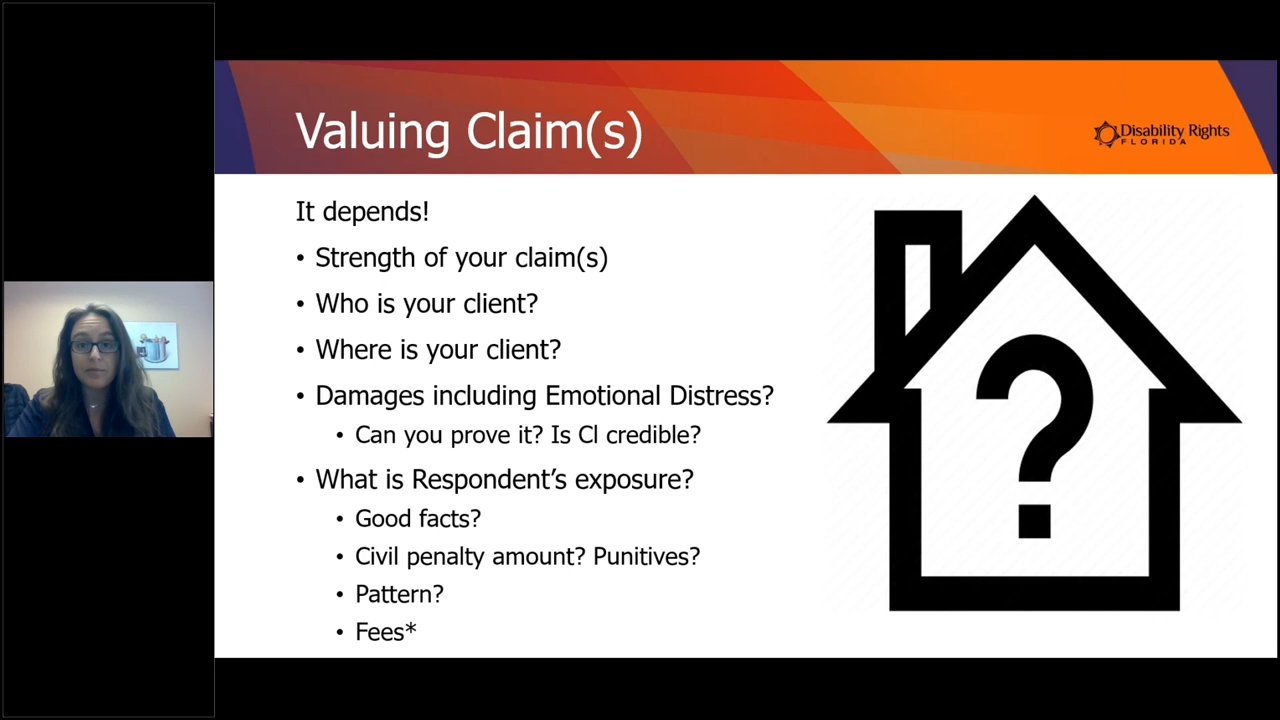 Valuing Claim(s)
Disability Rights
FLORIDA
It depends!
• Strength of your claim(s)
• Who is your client?
• Where is your client?
• Damages including Emotional Distress?
• Can you prove it? Is Cl credible?
• What is Respondent’s exposure?
• Good facts?
• Civil penalty amount? Punitives?
• Pattern?
• Fees*
?